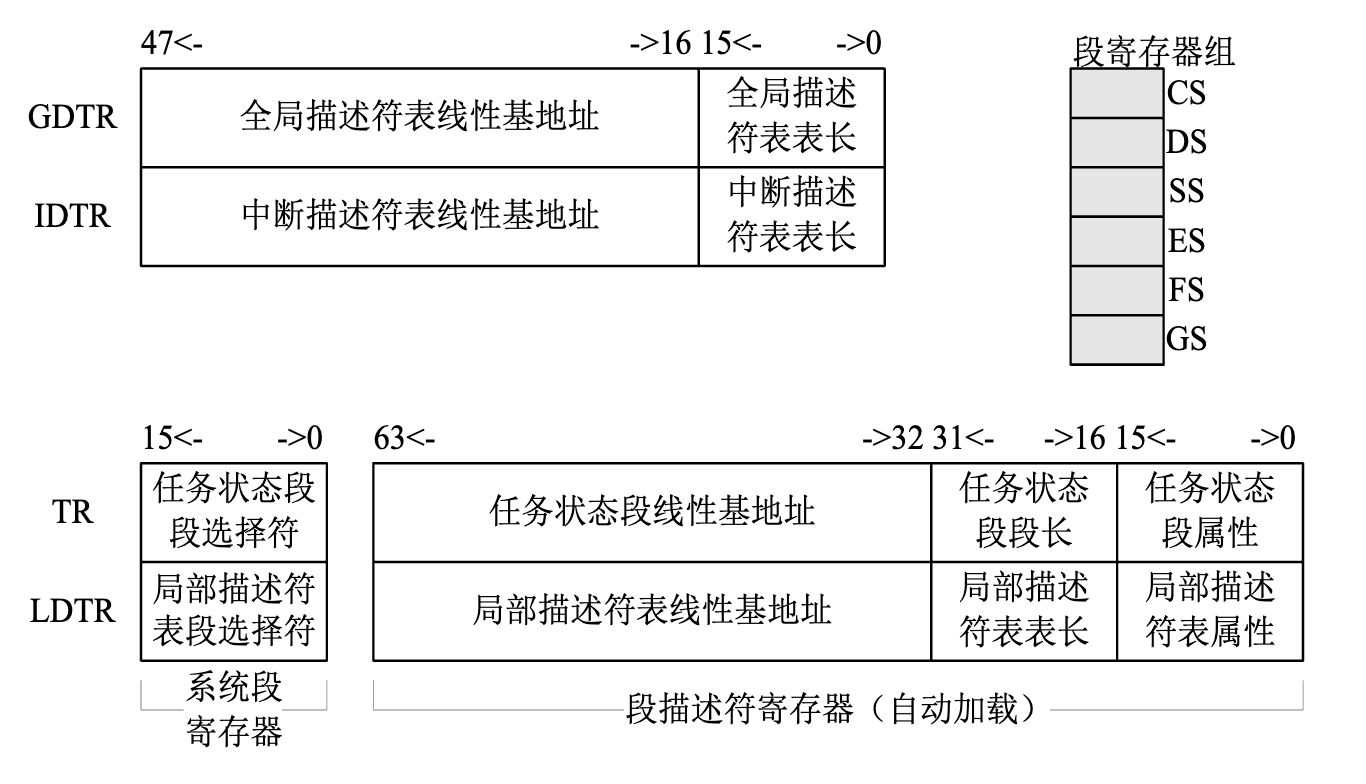 47<- ->16 15<- ->0
段寄存器组
GDTR
全局描述符表线性基地址
全局描述
符表表长
CS
DS
IDTR
中断描述符表线性基地址
中断描述
符表表长
SS
ES
FS
GS
15<- ->0
63<- ->32 31<- ->16 15<- ->0
TR
任务状态段
段选择符
任务状态段线性基地址
任务状态
段段长
任务状态
段属性
LDTR
局部描述符
表段选择符
局部描述符表线性基地址
局部描述
符表表长
局部描述
符表属性
系统段
寄存器
段描述符寄存器（自动加载）